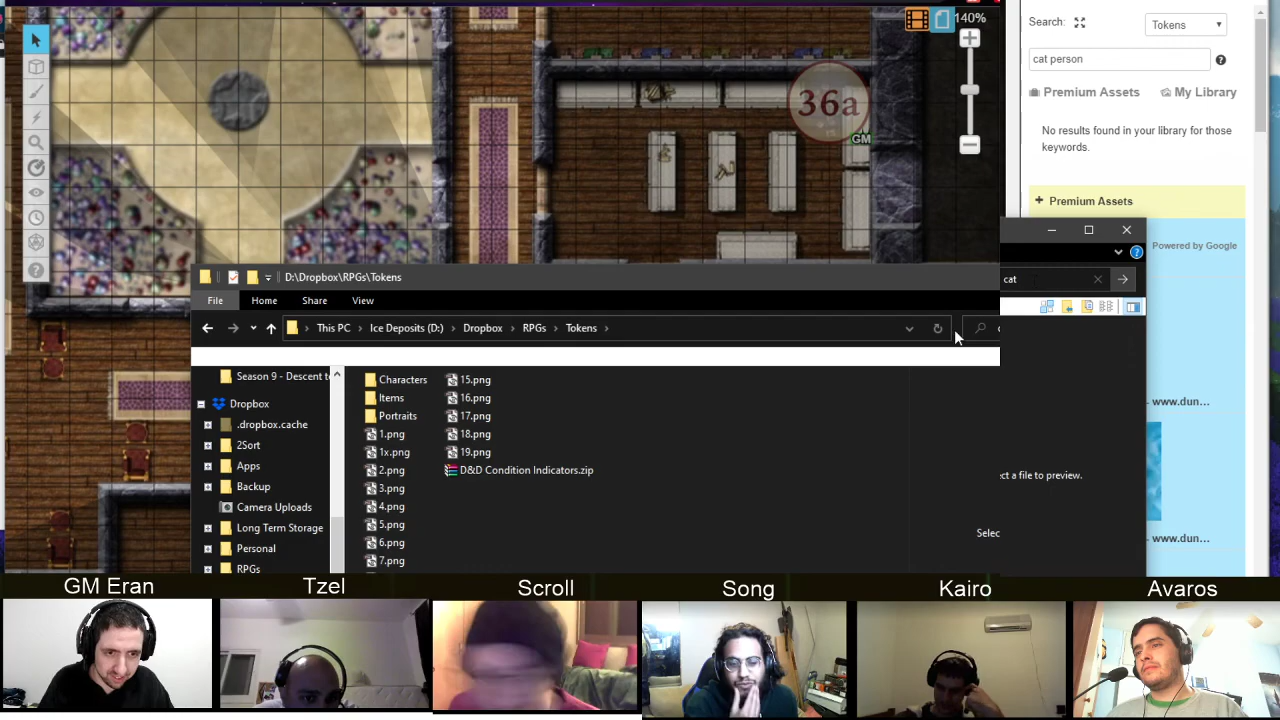 140%
36a
GM
Search:
Tokens
cat person
Premium Assets
My Library
No results found in your library for those
keywords.
Premium Assets
Powered by Google
D:\Dropbox\RPGs\Tokens
File
Home
Share
View
cat
This PC
Ice Deposits (D:)
Dropbox
RPGs
Tokens
Season 9 - Descent t
Dropbox
.dropbox.cache
2Sort
Apps
Backup
Camera Uploads
Long Term Storage
Personal
RPGs
Characters
Items
Portraits
1.png
1x.png
2.png
3.png
4.png
5.png
6.png
7.png
15.png
16.png
17.png
18.png
19.png
D&D Condition Indicators.zip
ct a file to preview.
Selec
- www.dun...
- www.dun...
GM Eran
Tzel
Scroll
Song
Kairo
Avaros